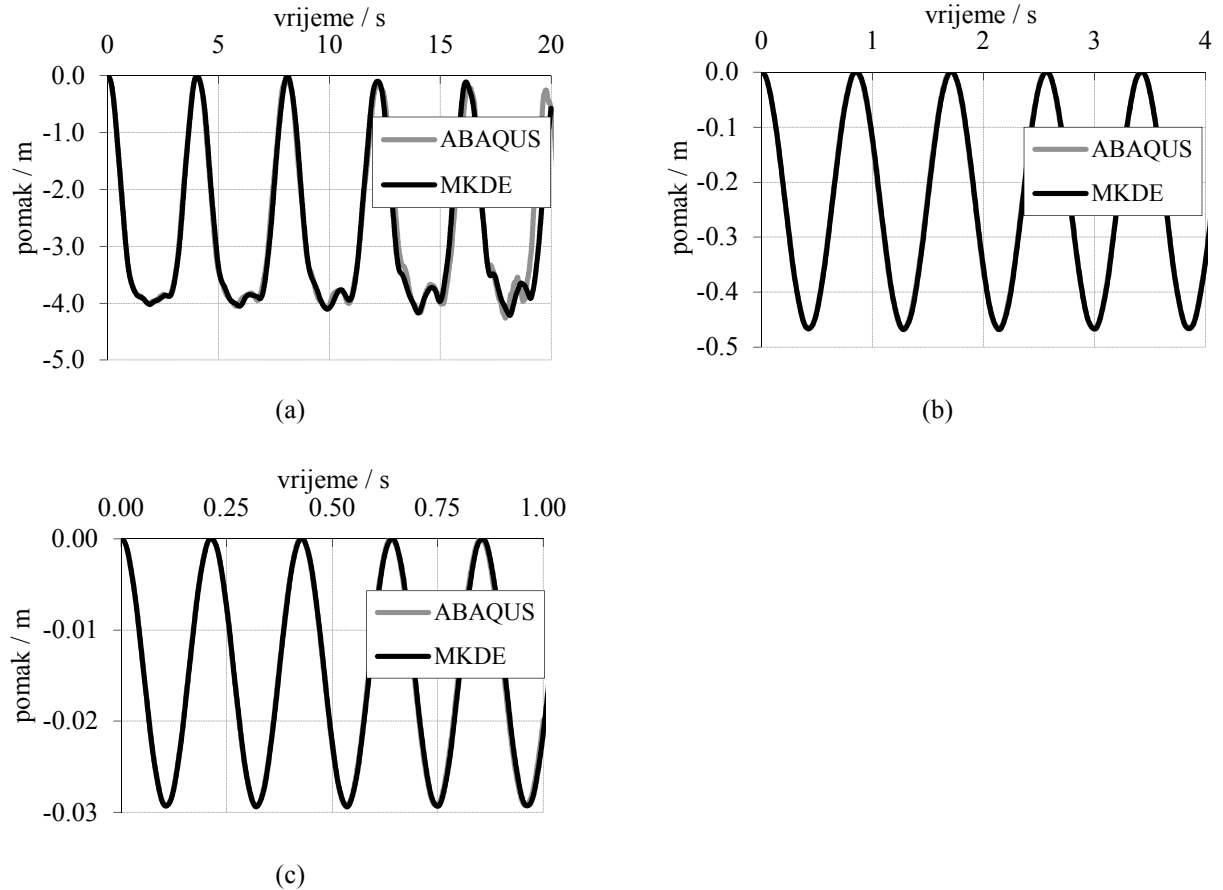 vrijeme / s
0 5 10 15 20
0.0
-1.0
-2.0
-3.0
-4.0
-5.0
pomak / m
ABAQUS
MKDE
(a)
vrijeme / s
0 1 2 3 4
0.0
-0.1
-0.2
-0.3
-0.4
-0.5
pomak / m
ABAQUS
MKDE
(b)
vrijeme / s
0.00 0.25 0.50 0.75 1.00
0.00
-0.01
-0.02
-0.03
pomak / m
ABAQUS
MKDE
(c)